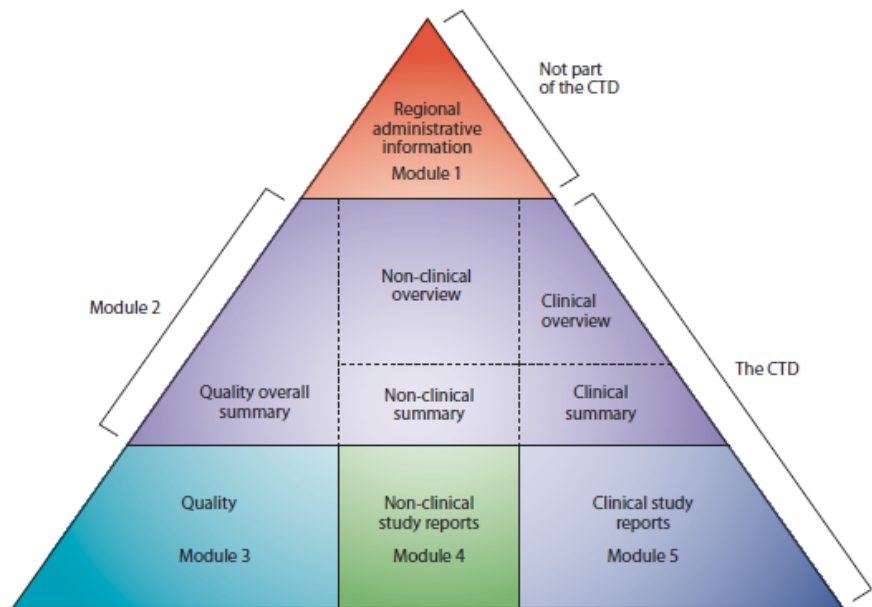 Not part
of the CTD
Regional
administrative
information
Module 1
Module 2
Non-clinical
overview
Clinical
overview
The CTD
Quality overall
summary
Non-clinical
summary
Clinical
summary
Quality
Module 3
Non-clinical
study reports
Module 4
Clinical study
reports
Module 5